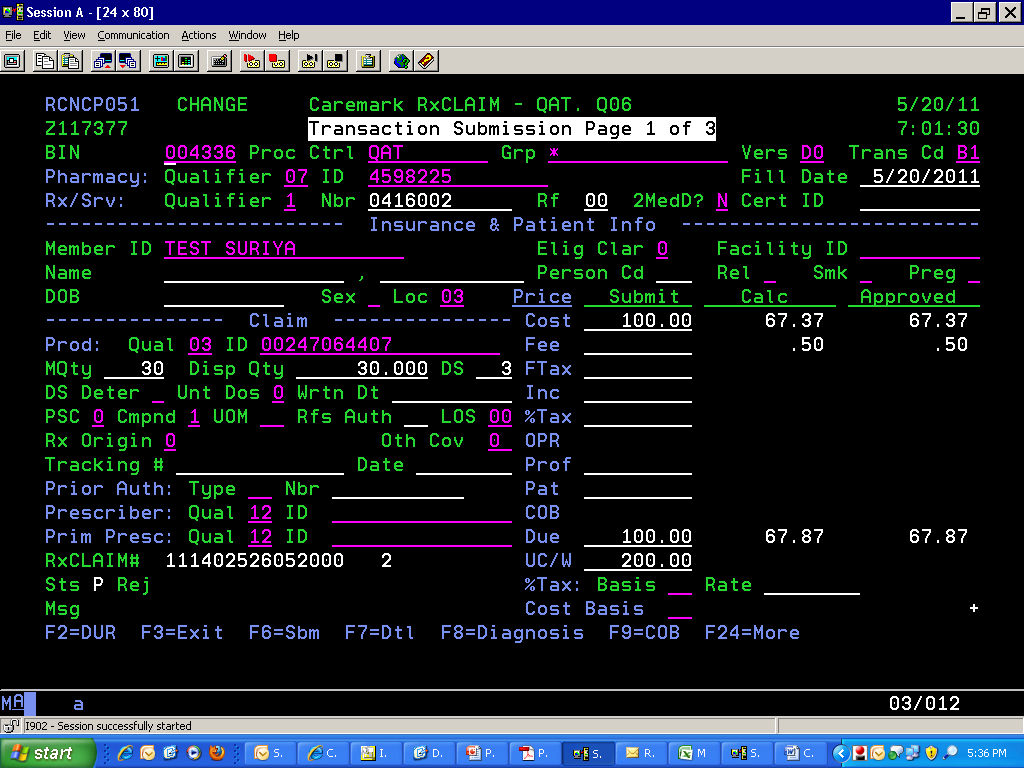 Session A - [24 x 80]
File Edit View Communication Actions Window Help
RCNCP051 CHANGE Caremark RxCLAIM - QAT. Q06 5/20/11
Z117377 Transaction Submission Page 1 of 3 7:01:30
BIN 004336 Proc Ctrl QAT Grp * Vers D0 Trans Cd B1
Pharmacy: Qualifier 07 ID 4598225 Fill Date 5/20/2011
Rx/Srv: Qualifier 1 Nbr 0416002 Rf 00 2MedD? N Cert ID
------------------------- Insurance & Patient Info -------------------------
Member ID TEST SURIYA Elig Clar 0 Facility ID
Name , Person Cd Rel Smk Preg
DOB Sex Loc 03 Price Submit Calc Approved
--------------- Claim --------------- Cost 100.00 67.37 67.37
Prod: Qual 03 ID 00247064407 Fee .50 .50
MQty 30 Disp Qty 30.000 DS 3 FTax
DS Deter Unt Dos 0 Wrtn Dt Inc
PSC 0 Cmpnd 1 UOM Rfs Auth LOS 00 %Tax
Rx Origin 0 Oth Cov 0 OPR
Tracking # Date Prof
Prior Auth: Type Nbr Pat
Prescriber: Qual 12 ID COB
Prim Presc: Qual 12 ID Due 100.00 67.87 67.87
RxCLAIM# 111402526052000 2 UC/W 200.00
Sts P Rej %Tax: Basis Rate
Msg Cost Basis +
F2=DUR F3=Exit F6=Sbm F7=Dtl F8=Diagnosis F9=COB F24=More
MA a 03/012
I902 - Session successfully started
start S. C. I. D. P. P. S. R. M S. C. 5:36 PM